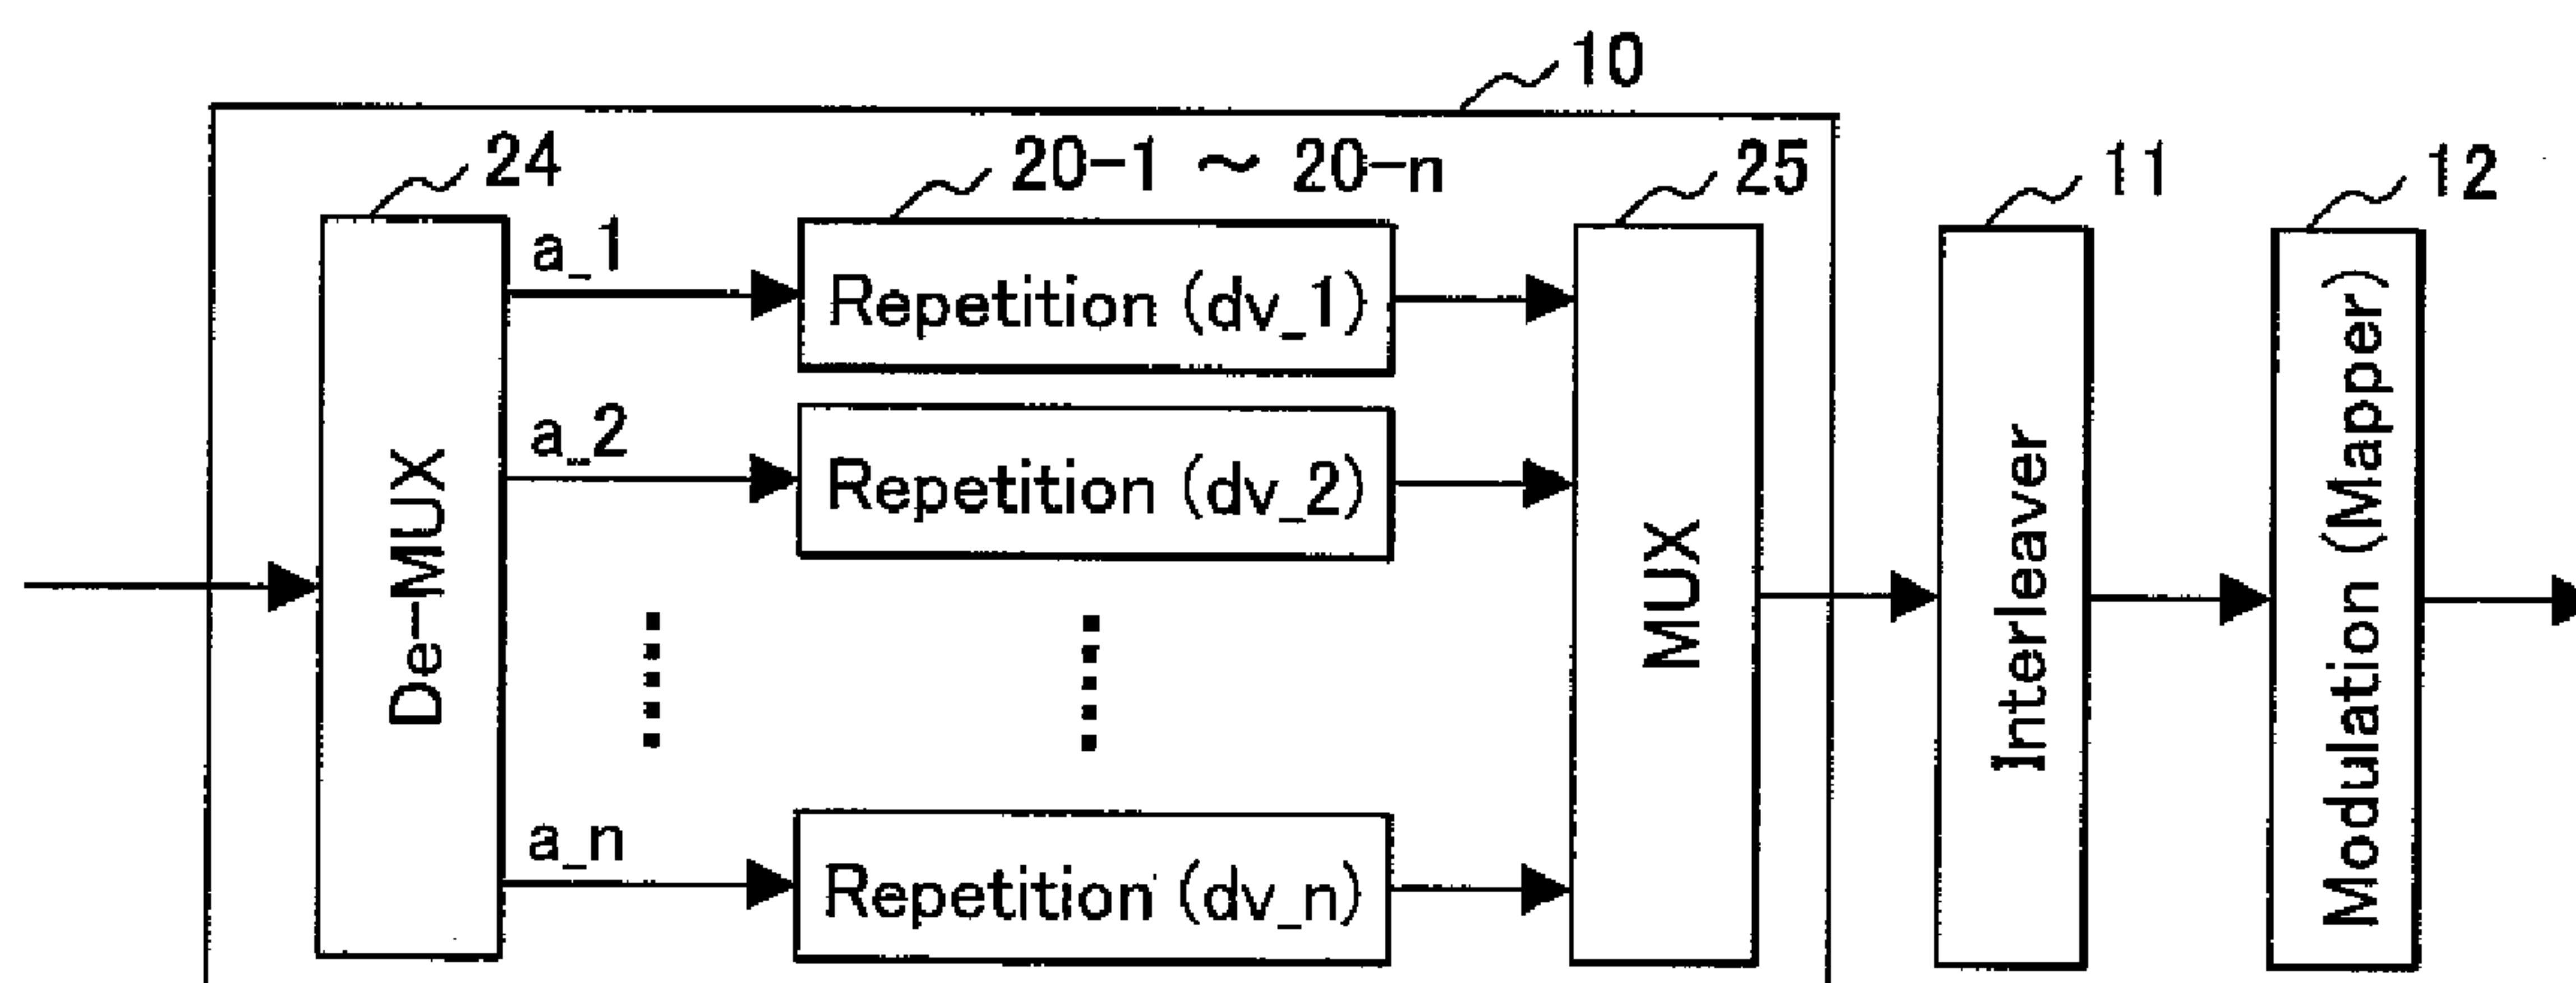 10
24
20-1 ～ 20-n
25
11
12
a_1
Repetition (dv_1)
a_2
Repetition (dv_2)
De-MUX
MUX
Interleaver
Modulation (Mapper)
a_n
Repetition (dv_n)